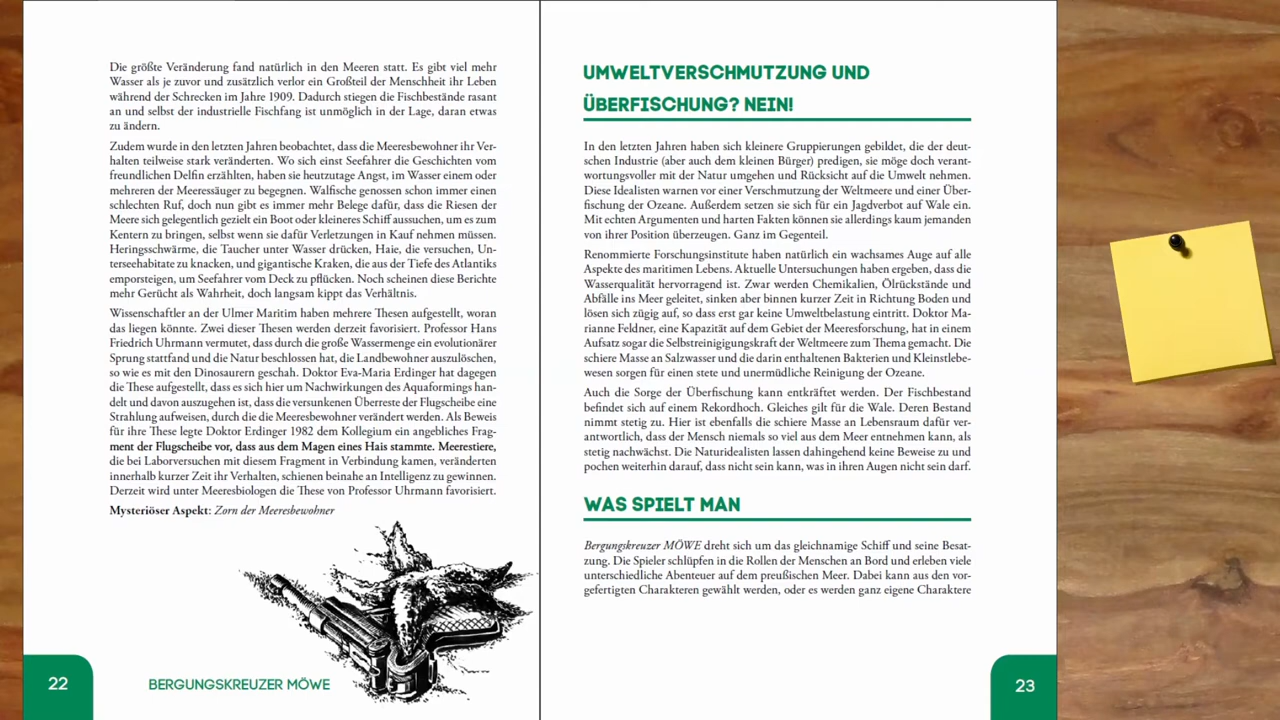 Die größte Veränderung fand natürlich in den Meeren statt. Es gibt viel mehr
Wasser als je zuvor und zusätzlich verlor ein Großteil der Menschheit ihr Leben
während der Schrecken im Jahre 1909. Dadurch stiegen die Fischbestände rasant
an und selbst der industrielle Fischfang ist unmöglich in der Lage, daran etwas
zu ändern.
Zudem wurde in den letzten Jahren beobachtet, dass die Meeresbewohner ihr Ver-
halten teilweise stark veränderten. Wo sich einst Seefahrer die Geschichten vom
freundlichen Delfin erzählten, haben sie heutzutage Angst, im Wasser einem oder
mehreren der Meeressäuger zu begegnen. Walfische genossen schon immer einen
schlechten Ruf, doch nun gibt es immer mehr Belege dafür, dass die Riesen der
Meere sich gelegentlich gezielt ein Boot oder kleineres Schiff aussuchen, um es zum
Kentern zu bringen, selbst wenn sie dafür Verletzungen in Kauf nehmen müssen.
Heringsschwärme, die Taucher unter Wasser drücken, Haie, die versuchen, Un-
terseehabitate zu knacken, und gigantische Kraken, die aus der Tiefe des Atlantiks
emporsteigen, um Seefahrer vom Deck zu pflücken. Noch scheinen diese Berichte
mehr Gerücht als Wahrheit, doch langsam kippt das Verhältnis.
Wissenschaftler an der Ulmer Maritim haben mehrere Thesen aufgestellt, woran
das liegen könnte. Zwei dieser Thesen werden derzeit favorisiert. Professor Hans
Friedrich Uhrmann vermutet, dass durch die große Wassermenge ein evolutionärer
Sprung stattfand und die Natur beschlossen hat, die Landbewohner auszulöschen,
so wie es mit den Dinosauriern geschah. Doktor Eva-Maria Erdinger hat dagegen
die These aufgestellt, dass es sich hier um Nachwirkungen des Aquaformings han-
delt und davon auszugehen ist, dass die versunkenen Überreste der Flugscheibe eine
Strahlung aufweisen, durch die die Meeresbewohner verändert werden. Als Beweis
für ihre These legte Doktor Erdinger 1982 dem Kollegium ein angebliches Frag-
ment der Flugscheibe vor, dass aus dem Magen eines Hais stammte. Meerestiere,
die bei Laborversuchen mit diesem Fragment in Verbindung kamen, veränderten
innerhalb kurzer Zeit ihr Verhalten, schienen beinahe an Intelligenz zu gewinnen.
Derzeit wird unter Meeresbiologen die These von Professor Uhrmann favorisiert.
Mysteriöser Aspekt: Zorn der Meeresbewohner
22
BERGUNGSKREUZER MÖWE
UMWELTVERSCHMUTZUNG UND
ÜBERFISCHUNG? NEIN!
In den letzten Jahren haben sich kleinere Gruppierungen gebildet, die der deut-
schen Industrie (aber auch dem kleinen Bürger) predigen, sie möge doch verant-
wortungsvoller mit der Natur umgehen und Rücksicht auf die Umwelt nehmen.
Diese Idealisten warnen vor einer Verschmutzung der Weltmeere und einer Über-
fischung der Ozeane. Außerdem setzen sie sich für ein Jagdverbot auf Wale ein.
Mit echten Argumenten und harten Fakten können sie allerdings kaum jemanden
von ihrer Position überzeugen. Ganz im Gegenteil.
Renommierte Forschungsinstitute haben natürlich ein wachsames Auge auf alle
Aspekte des maritimen Lebens. Aktuelle Untersuchungen haben ergeben, dass die
Wasserqualität hervorragend ist. Zwar werden Chemikalien, Ölrückstände und
Abfälle ins Meer geleitet, sinken aber binnen kurzer Zeit in Richtung Boden und
lösen sich zügig auf, so dass erst gar keine Umweltbelastung eintritt. Doktor Ma-
rianne Feldner, eine Kapazität auf dem Gebiet der Meeresforschung, hat in einem
Aufsatz sogar die Selbstreinigigungskraft der Weltmeere zum Thema gemacht. Die
schiere Masse an Salzwasser und die darin enthaltenen Bakterien und Kleinstlebe-
wesen sorgen für einen stete und unermüdliche Reinigung der Ozeane.
Auch die Sorge der Überfischung kann entkräftet werden. Der Fischbestand
befindet sich auf einem Rekordhoch. Gleiches gilt für die Wale. Deren Bestand
nimmt stetig zu. Hier ist ebenfalls die schiere Masse an Lebensraum dafür ver-
antwortlich, dass der Mensch niemals so viel aus dem Meer entnehmen kann, als
stetig nachwächst. Die Naturidealisten lassen dahingehend keine Beweise zu und
pochen weiterhin darauf, dass nicht sein kann, was in ihren Augen nicht sein darf.
WAS SPIELT MAN
Bergungskreuzer MÖWE dreht sich um das gleichnamige Schiff und seine Besat-
zung. Die Spieler schlüpfen in die Rollen der Menschen an Bord und erleben viele
unterschiedliche Abenteuer auf dem preußischen Meer. Dabei kann aus den vor-
gefertigten Charakteren gewählt werden, oder es werden ganz eigene Charaktere
23